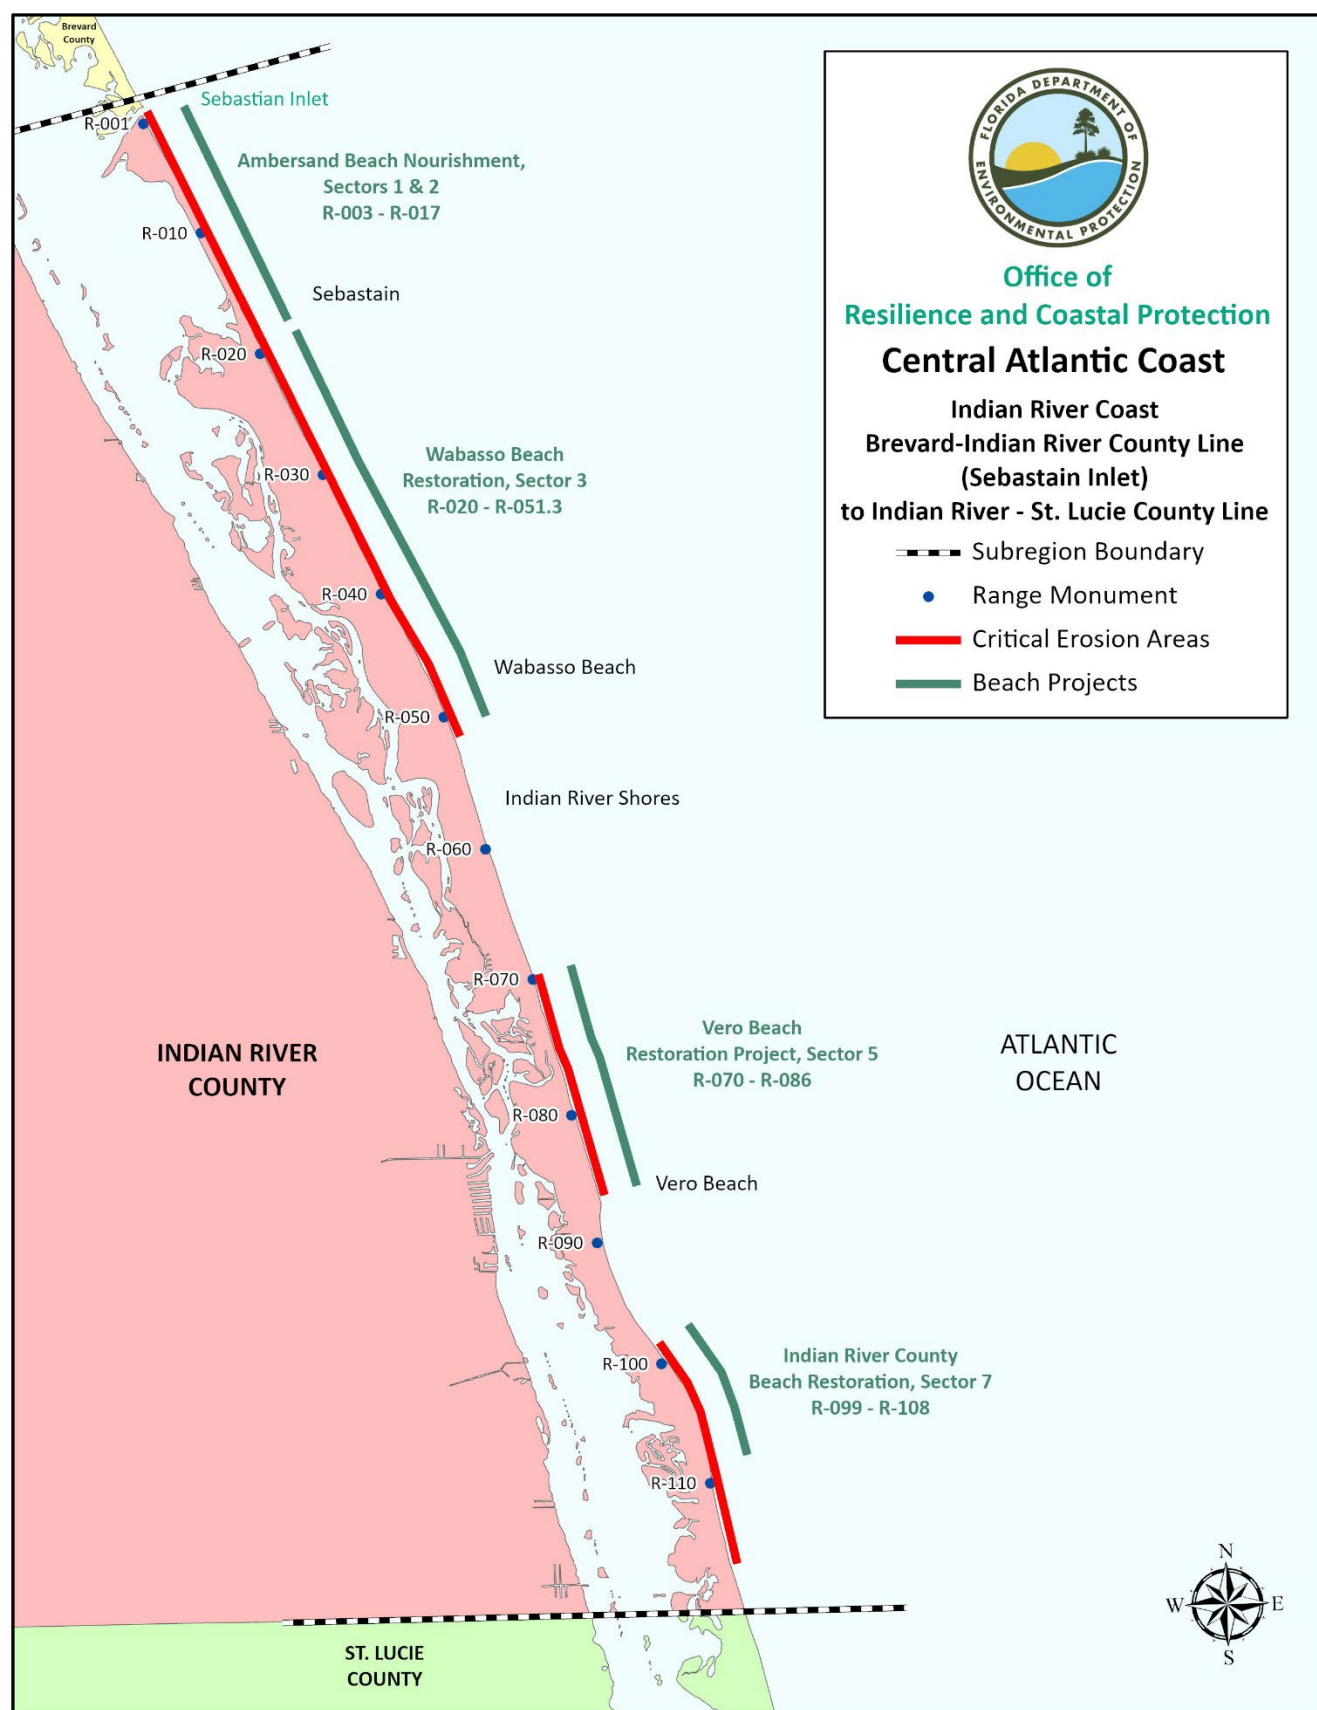 Brevard
County
Sebastian Inlet
R-001
Ambersand Beach Nourishment,
Sectors 1 & 2
R-003 - R-017
R-010
Sebastain
R-020
Wabasso Beach
Restoration, Sector 3
R-020 - R-051.3
R-030
R-040
Wabasso Beach
R-050
Indian River Shores
R-060
R-070
Vero Beach
Restoration Project, Sector 5
R-070 - R-086
INDIAN RIVER
COUNTY
ATLANTIC
OCEAN
R-080
Vero Beach
R-090
R-100
Indian River County
Beach Restoration, Sector 7
R-099 - R-108
R-110
ST. LUCIE
COUNTY
FLORIDA DEPARTMENT OF
ENVIRONMENTAL PROTECTION
Office of
Resilience and Coastal Protection
Central Atlantic Coast
Indian River Coast
Brevard-Indian River County Line
(Sebastain Inlet)
to Indian River - St. Lucie County Line
Subregion Boundary
Range Monument
Critical Erosion Areas
Beach Projects
N
W
E
S